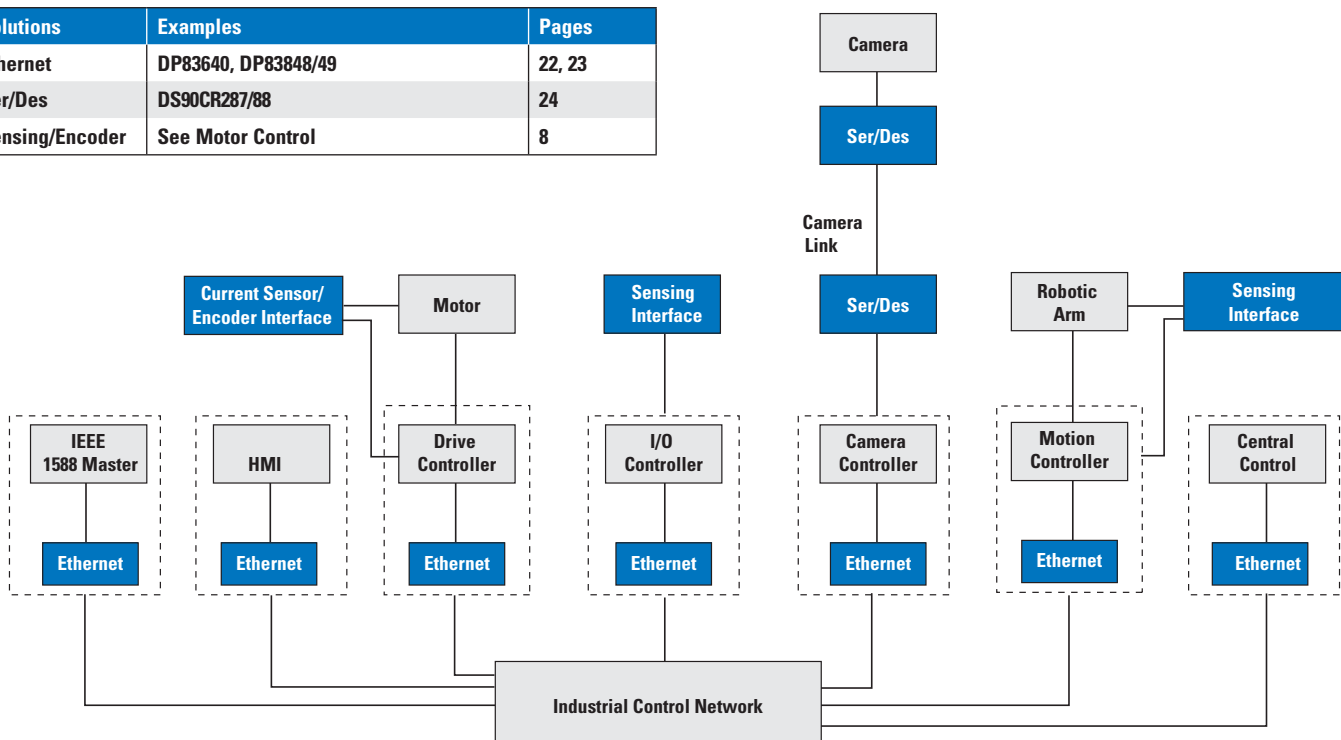 olutions Examples Pages
hernet DP83640, DP83848/49 22, 23
er/Des DS90CR287/88 24
ensing/Encoder See Motor Control 8
Camera
Ser/Des
Camera
Link
Current Sensor/
Encoder Interface
Motor
Sensing
Interface
Ser/Des
Robotic
Arm
Sensing
Interface
IEEE
1588 Master
HMI
Drive
Controller
I/O
Controller
Camera
Controller
Motion
Controller
Central
Control
Ethernet
Ethernet
Ethernet
Ethernet
Ethernet
Ethernet
Ethernet
Industrial Control Network